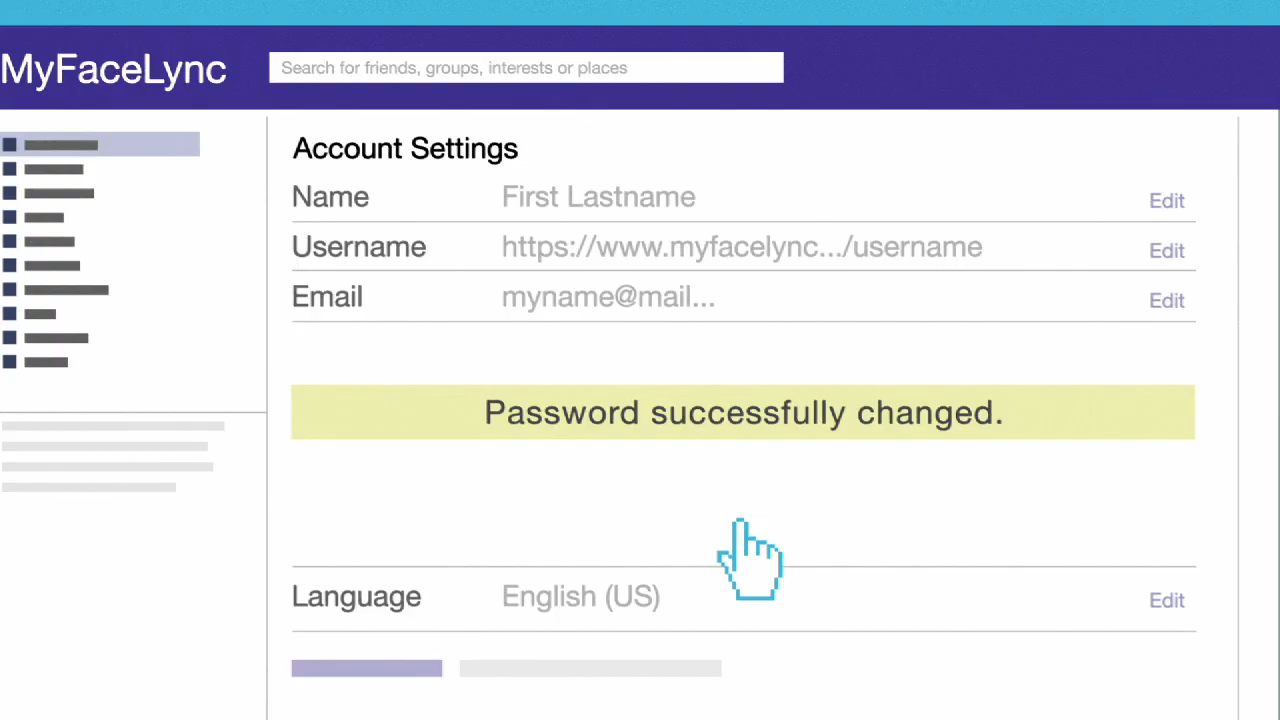 MyFaceLync
Search for friends, groups, interests or places
Account Settings
Name First Lastname Edit
Username https://www.myfacelync.../username Edit
Email myname@mail... Edit
Password successfully changed.
Language English (US) Edit